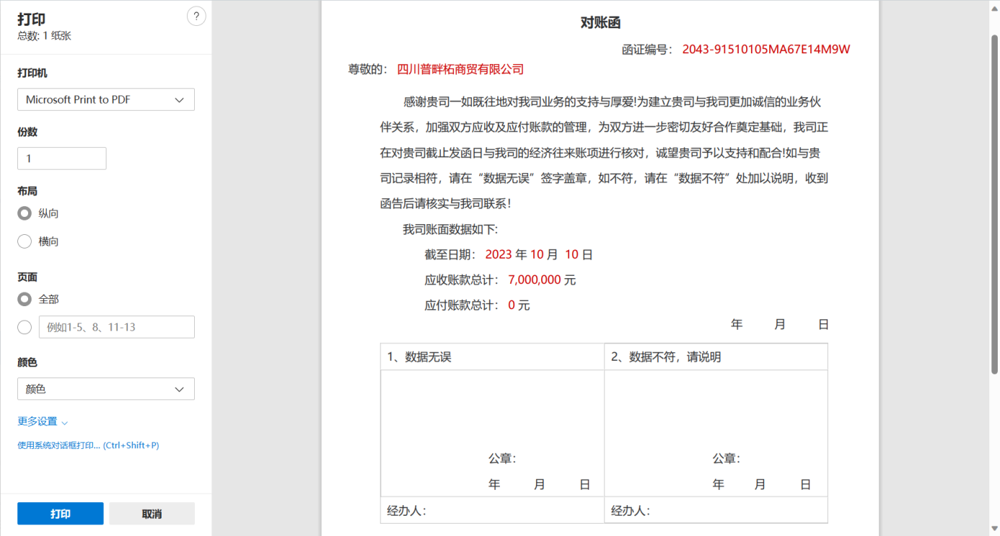 打印
?
总数: 1 纸张
打印机
Microsoft Print to PDF
份数
1
布局
纵向
横向
页面
全部
例如1-5、8、11-13
颜色
颜色
更多设置
使用系统对话框打印... (Ctrl+Shift+P)
打印 取消
对账函
函证编号： 2043-91510105MA67E14M9W
尊敬的： 四川普畔柘商贸有限公司
感谢贵司一如既往地对我司业务的支持与厚爱!为建立贵司与我司更加诚信的业务伙
伴关系，加强双方应收及应付账款的管理，为双方进一步密切友好合作奠定基础，我司正
在对贵司截止发函日与我司的经济往来账项进行核对，诚望贵司予以支持和配合!如与贵
司记录相符，请在“数据无误”签字盖章，如不符，请在“数据不符”处加以说明，收到
函告后请核实与我司联系！
我司账面数据如下:
截至日期： 2023 年 10 月 10 日
应收账款总计： 7,000,000 元
应付账款总计： 0 元
年 月 日
1、数据无误 2、数据不符，请说明
公章： 公章：
年 月 日 年 月 日
经办人： 经办人：